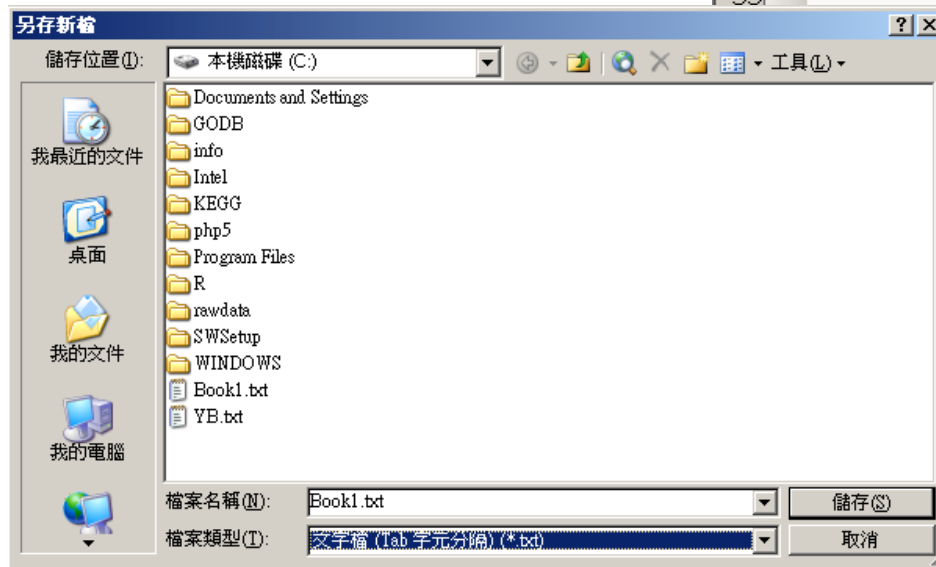 另存新檔
儲存位置(I):
本機磁碟 (C:)
工具(L)
我最近的文件
桌面
我的文件
我的電腦
Documents and Settings
GODB
info
Intel
KEGG
php5
Program Files
R
rawdata
SWSetup
WINDOWS
Book1.txt
YB.txt
檔案名稱(N):
Book1.txt
儲存(S)
檔案類型(T):
文字檔 (Tab 字元分隔) (*.txt)
取消